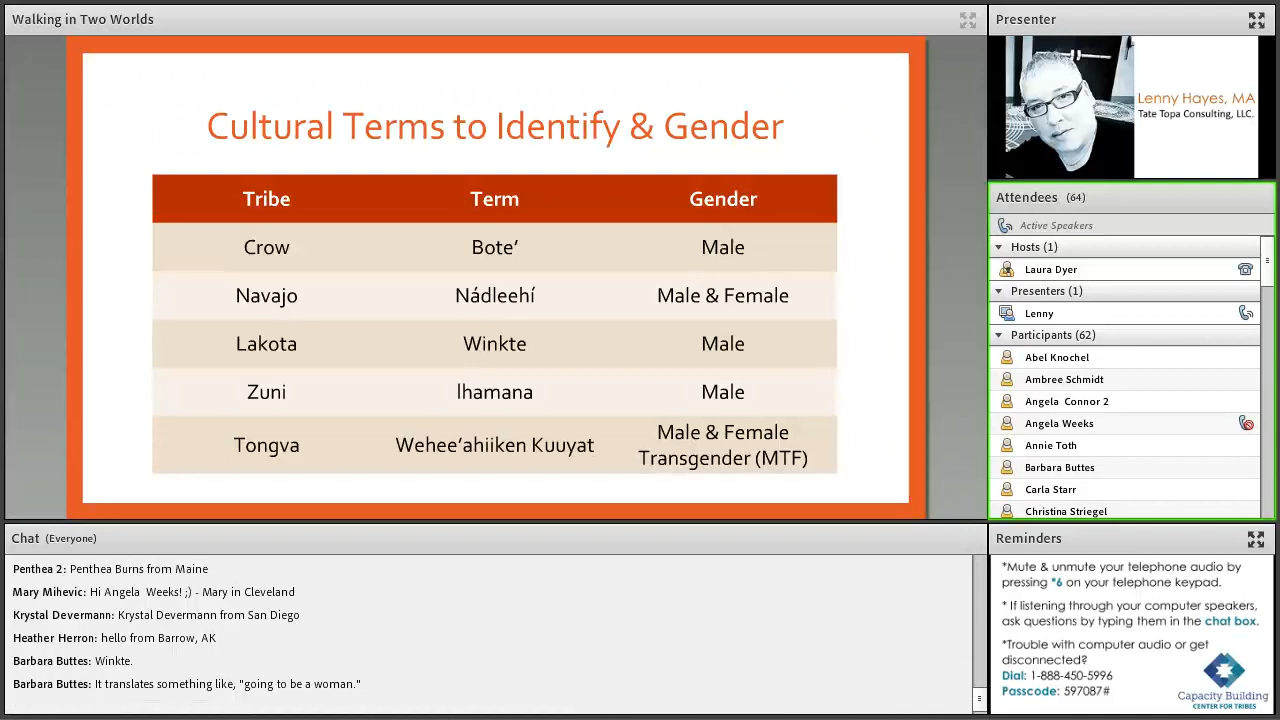 Walking in Two Worlds
Cultural Terms to Identify & Gender
Tribe Term Gender
Crow Bote’ Male
Navajo Nádleehí Male & Female
Lakota Winkte Male
Zuni lhamana Male
Tongva Wehee’ahiiken Kuuyat Male & Female
Transgender (MTF)
Presenter
Lenny Hayes, MA
Tate Topa Consulting, LLC.
Attendees (64)
Active Speakers
Hosts (1)
Laura Dyer
Presenters (1)
Lenny
Participants (62)
Abel Knochel
Ambree Schmidt
Angela Connor 2
Angela Weeks
Annie Toth
Barbara Buttes
Carla Starr
Christina Striegel
Chat (Everyone)
Penthea 2: Penthea Burns from Maine
Mary Mihevic: Hi Angela Weeks! ;) - Mary in Cleveland
Krystal Devermann: Krystal Devermann from San Diego
Heather Herron: hello from Barrow, AK
Barbara Buttes: Winkte.
Barbara Buttes: It translates something like, "going to be a woman."
Reminders
*Mute & unmute your telephone audio by
pressing *6 on your telephone keypad.
* If listening through your computer speakers,
ask questions by typing them in the chat box.
*Trouble with computer audio or get
disconnected?
Dial: 1-888-450-5996
Passcode: 597087#
Capacity Building
CENTER FOR TRIBES